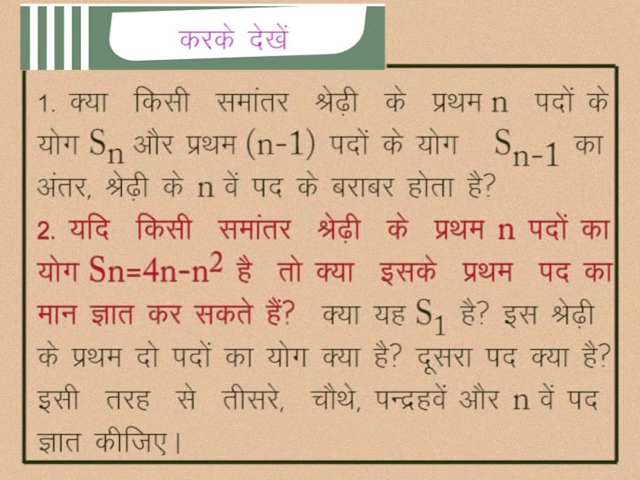 करके देखें
1. क्या किसी समांतर श्रेढ़ी के प्रथम n पदों के
योग Sn और प्रथम (n-1) पदों के योग Sn-1 का
अंतर, श्रेढ़ी के n वें पद के बराबर होता है?
2. यदि किसी समांतर श्रेढ़ी के प्रथम n पदों का
योग Sn=4n-n² है तो क्या इसके प्रथम पद का
मान ज्ञात कर सकते हैं? क्या यह S1 है? इस श्रेढ़ी
के प्रथम दो पदों का योग क्या है? दूसरा पद क्या है?
इसी तरह से तीसरे, चौथे, पन्द्रहवें और n वें पद
ज्ञात कीजिए।